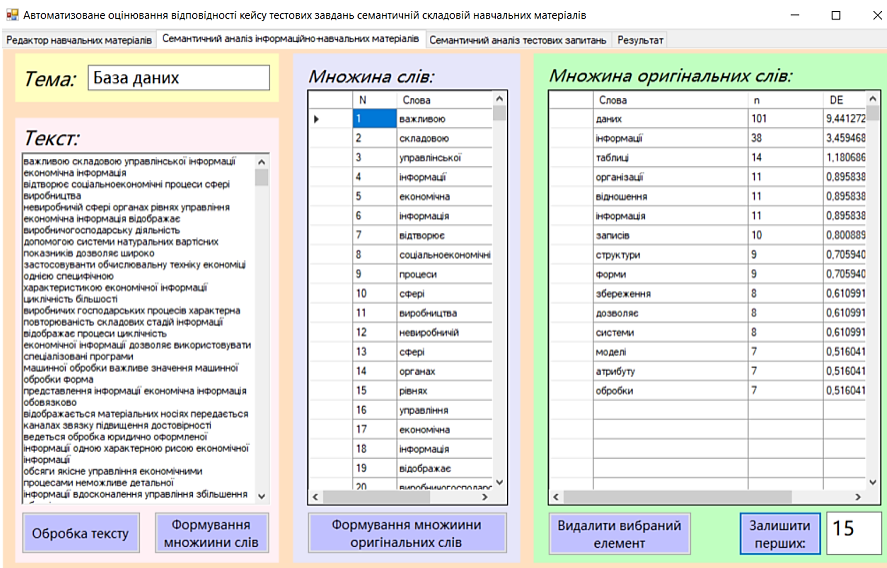 Автоматизоване оцінювання відповідності кейсу тестових завдань семантичній складовій навчальних матеріалів
Редактор навчальних матеріалів Семантичний аналіз інформаційно-навчальних матеріалів Семантичний аналіз тестових запитань Результат
Тема: База даних
Текст:
важливою складовою управлінської інформації
економічна інформація
відтворює соціальноекономічні процеси сфері
виробництва
невиробничій сфері органах рівнях управління
економічна інформація відображає
виробничогосподарську діяльність
допомогою системи натуральних вартісних
показників дозволяє широко
застосовувати обчислювальну техніку економіці
однією специфічною
характеристикою економічної інформації
циклічність більшості
виробничих господарських процесів характерна
повторюваність складових стадій інформації
відображає процеси циклічність
економічної інформації дозволяє використовувати
спеціалізовані програми
машинної обробки важливе значення машинної
обробки форма
представлення інформації економічна інформація
обовязково
відображається матеріальних носіях передається
каналах звязку підвищення достовірності
ведеться обробка юридично оформленої
інформації одною характерною рисою економічної
інформації
обсяги якісне управління економічними
процесами неможливе детальної
інформації вдосконалення управління збільшення
Обробка тексту
Формування
множиини слів
Множина слів:
N Слова
1 важливою
2 складовою
3 управлінської
4 інформації
5 економічна
6 інформація
7 відтворює
8 соціальноекономічні
9 процеси
10 сфері
11 виробництва
12 невиробничій
13 сфері
14 органах
15 рівнях
16 управління
17 економічна
18 інформація
19 відображає
20 виробничогосподарс
Формування множиини
оригінальних слів
Множина оригінальних слів:
Слова n DE
даних 101 9,441272
інформації 38 3,459468
таблиці 14 1,180686
організації 11 0,895838
відношення 11 0,895838
інформація 11 0,895838
записів 10 0,800889
структури 9 0,705940
форми 9 0,705940
збереження 8 0,610991
дозволяє 8 0,610991
системи 8 0,610991
моделі 7 0,516041
атрибуту 7 0,516041
обробки 7 0,516041
Видалити вибраний
елемент
Залишити
перших:
15